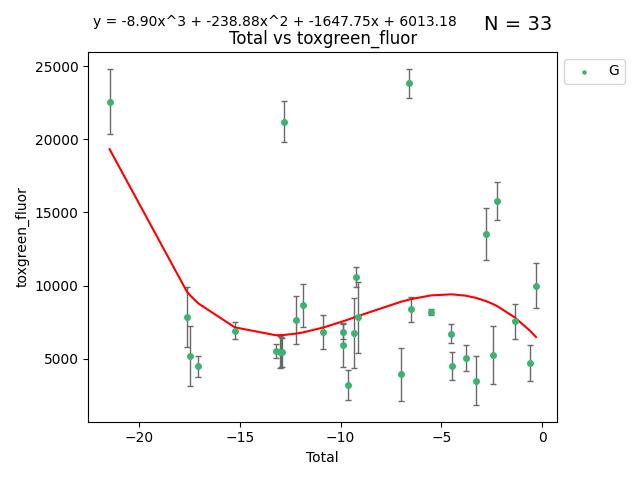 y = -8.90x^3 + -238.88x^2 + -1647.75x + 6013.18
N = 33
Total vs toxgreen_fluor
G
25000
20000
15000
10000
5000
toxgreen_fluor
−20
−15
−10
−5
0
Total